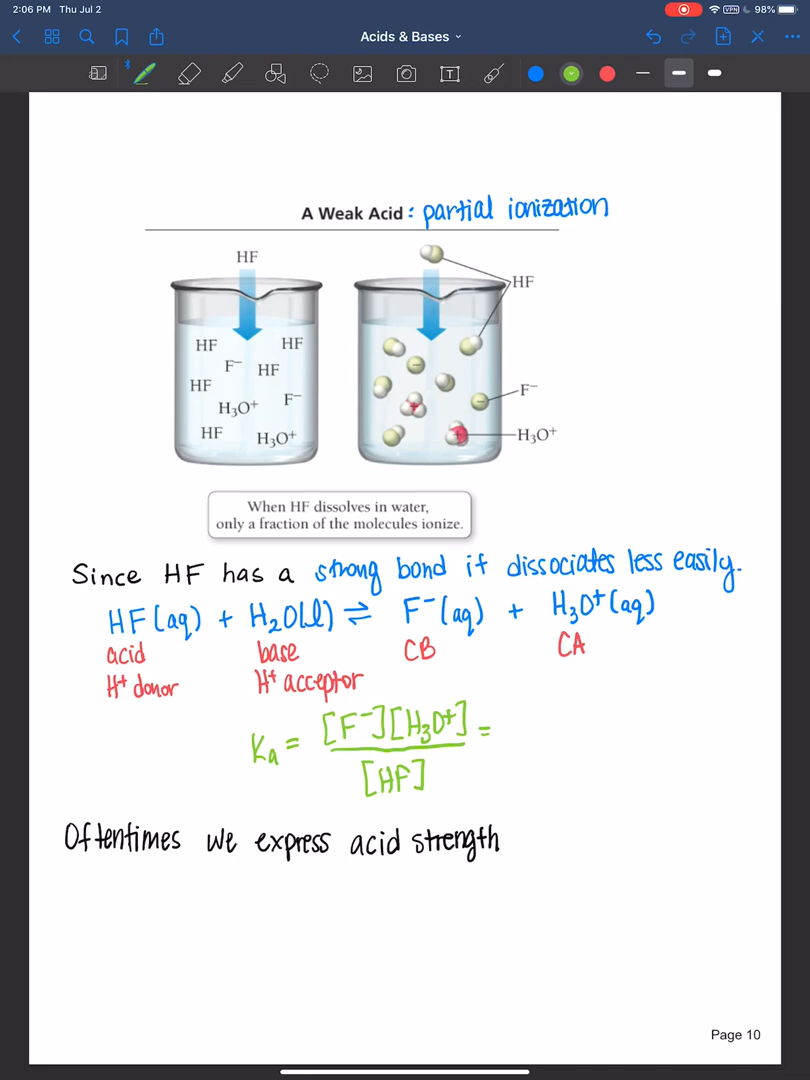 2:06 PM Thu Jul 2
VPN 98%
Acids & Bases
T
A Weak Acid : partial ionization
HF
HF
HF HF
F⁻ HF
HF
F⁻
H₃O⁺
HF H₃O⁺
F⁻
H₃O⁺
When HF dissolves in water,
only a fraction of the molecules ionize.
Since HF has a strong bond it dissociates less easily.
HF(aq) + H₂O(l) ⇌ F⁻(aq) + H₃O⁺(aq)
acid base CB CA
H⁺ donor H⁺ acceptor
Ka = [F⁻][H₃O⁺] =
[HF]
Oftentimes we express acid strength
Page 10